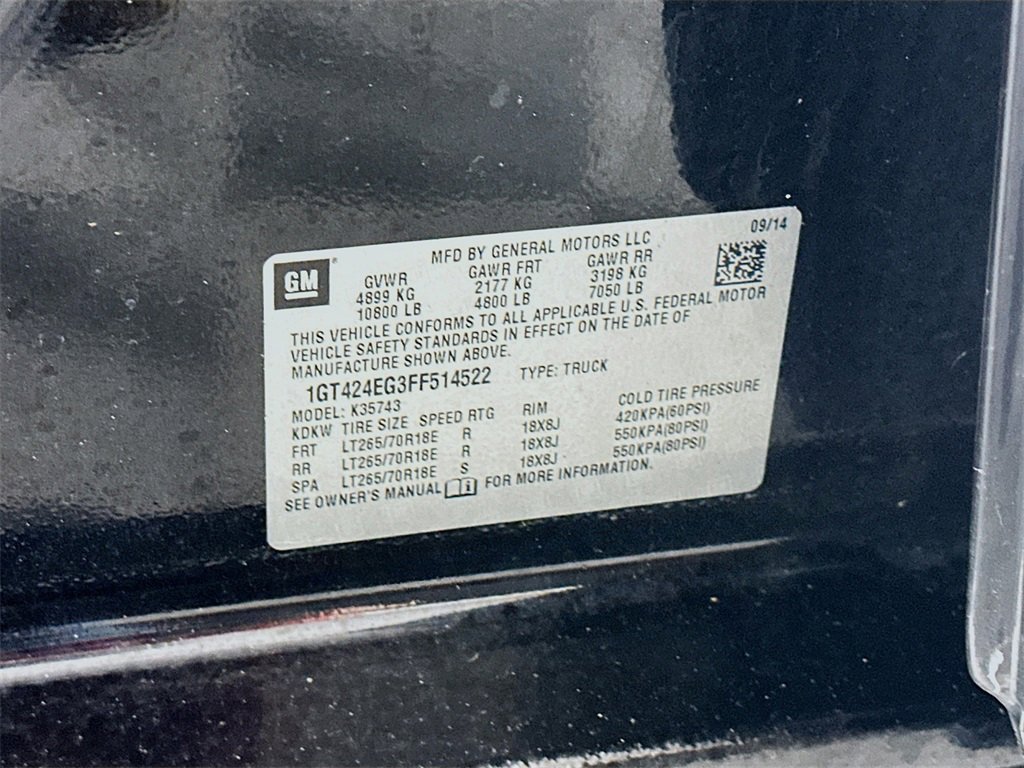 09/14
MFD BY GENERAL MOTORS LLC
GM
GVWR GAWR FRT GAWR RR
4899 KG 2177 KG 3198 KG
10800 LB 4800 LB 7050 LB
THIS VEHICLE CONFORMS TO ALL APPLICABLE U.S. FEDERAL MOTOR
VEHICLE SAFETY STANDARDS IN EFFECT ON THE DATE OF
MANUFACTURE SHOWN ABOVE.
1GT424EG3FF514522 TYPE: TRUCK
MODEL: K35743
KDKW TIRE SIZE SPEED RTG RIM COLD TIRE PRESSURE
FRT LT265/70R18E R 18X8J 420KPA(60PSI)
RR LT265/70R18E R 18X8J 550KPA(80PSI)
SPA LT265/70R18E S 18X8J 550KPA(80PSI)
SEE OWNER'S MANUAL FOR MORE INFORMATION.